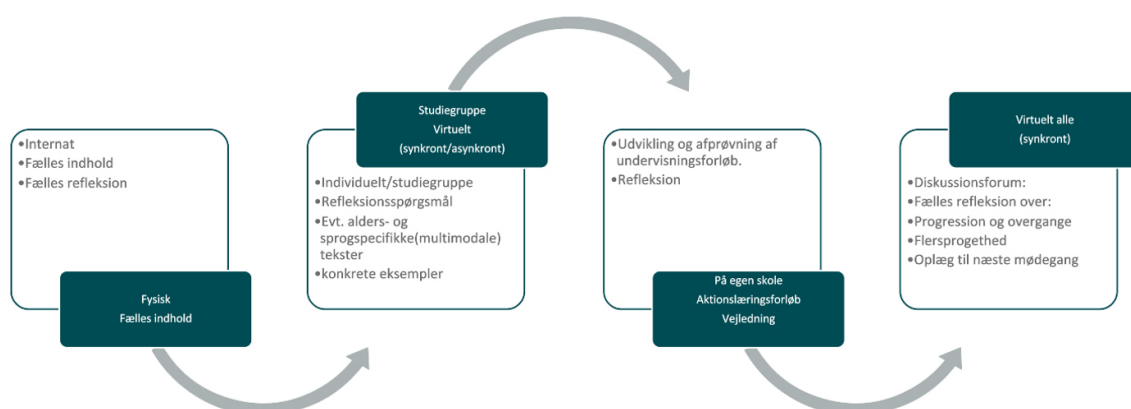 •Internat
•Fælles indhold
•Fælles refleksion
Fysisk
Fælles indhold
Studiegruppe
Virtuelt
(synkront/asynkront)
•Individuelt/studiegruppe
•Refleksionsspørgsmål
•Evt. alders- og
sprogspecifikke(multimodale)
tekster
•konkrete eksempler
•Udvikling og afprøvning af
undervisningsforløb.
•Refleksion
På egen skole
Aktionslæringsforløb
Vejledning
Virtuelt alle
(synkront)
•Diskussionsforum:
•Fælles refleksion over:
•Progression og overgange
•Flersprogethed
•Oplæg til næste mødegang